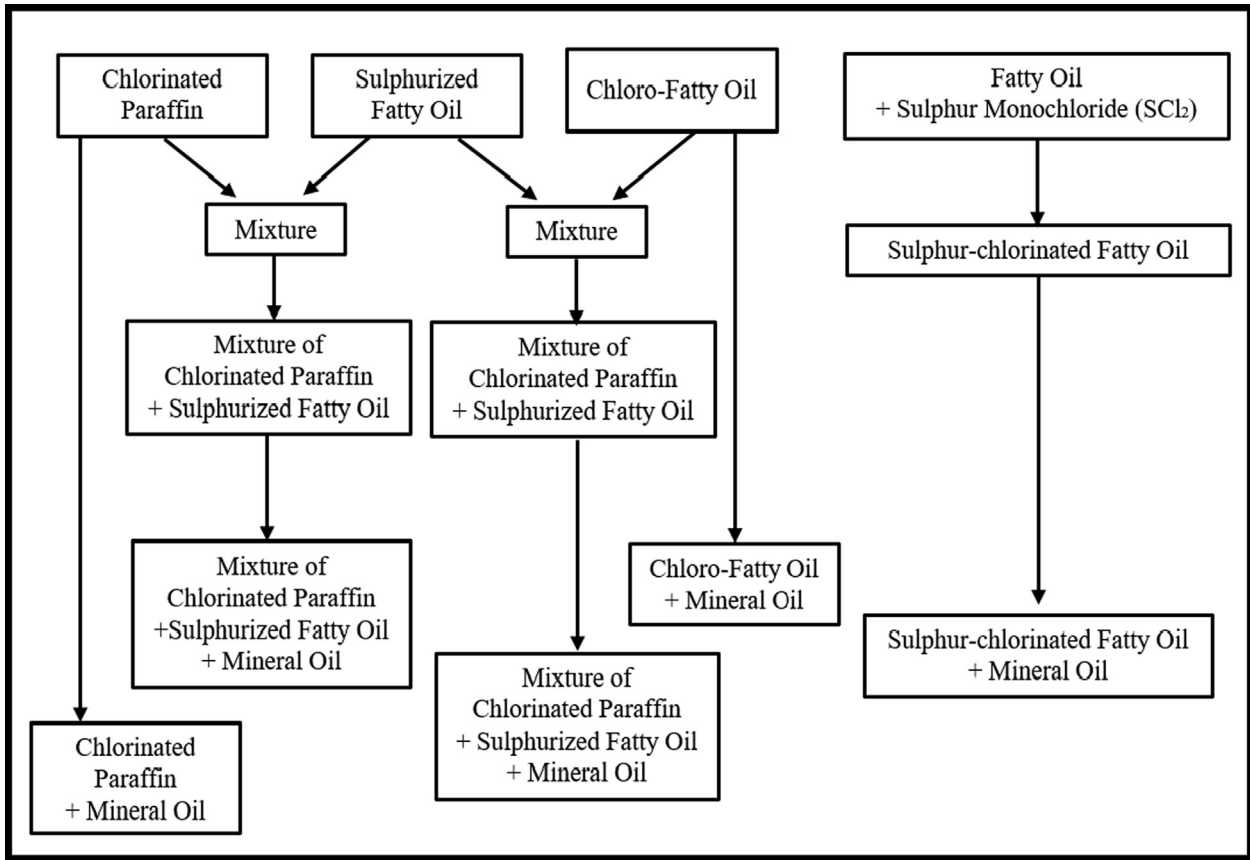 Chlorinated
Paraffin
Sulphurized
Fatty Oil
Chloro-Fatty Oil
Fatty Oil
+ Sulphur Monochloride (SCl₂)
Mixture
Mixture
Sulphur-chlorinated Fatty Oil
Mixture of
Chlorinated Paraffin
+ Sulphurized Fatty Oil
Mixture of
Chlorinated Paraffin
+ Sulphurized Fatty Oil
Mixture of
Chlorinated Paraffin
+Sulphurized Fatty Oil
+ Mineral Oil
Chloro-Fatty Oil
+ Mineral Oil
Sulphur-chlorinated Fatty Oil
+ Mineral Oil
Mixture of
Chlorinated Paraffin
+ Sulphurized Fatty Oil
+ Mineral Oil
Chlorinated
Paraffin
+ Mineral Oil